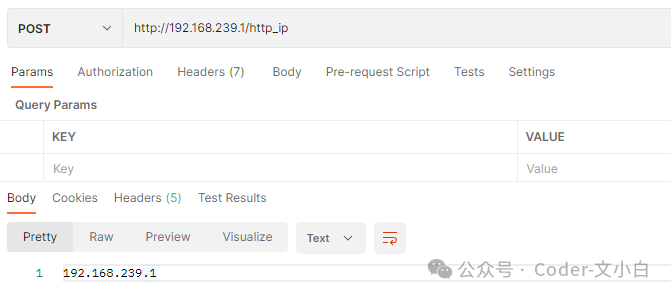 POST http://192.168.239.1/http_ip
Params Authorization Headers (7) Body Pre-request Script Tests Settings
Query Params
KEY VALUE
Key Value
Body Cookies Headers (5) Test Results
Pretty Raw Preview Visualize Text
1 192.168.239.1
公众号 · Coder-文小白